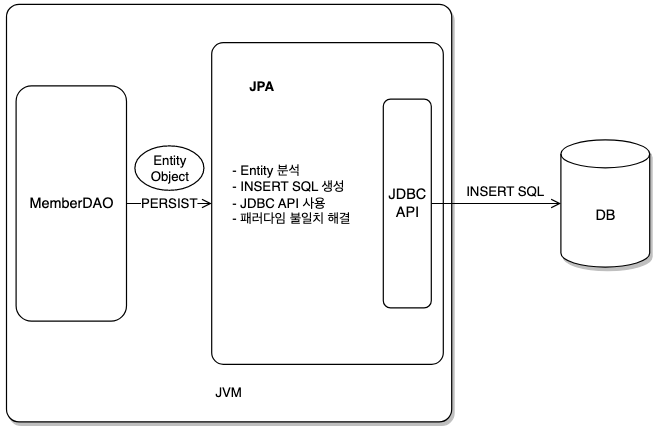 JPA
Entity
Object
MemberDAO
PERSIST
- Entity 분석
- INSERT SQL 생성
- JDBC API 사용
- 패러다임 불일치 해결
JDBC
API
INSERT SQL
DB
JVM